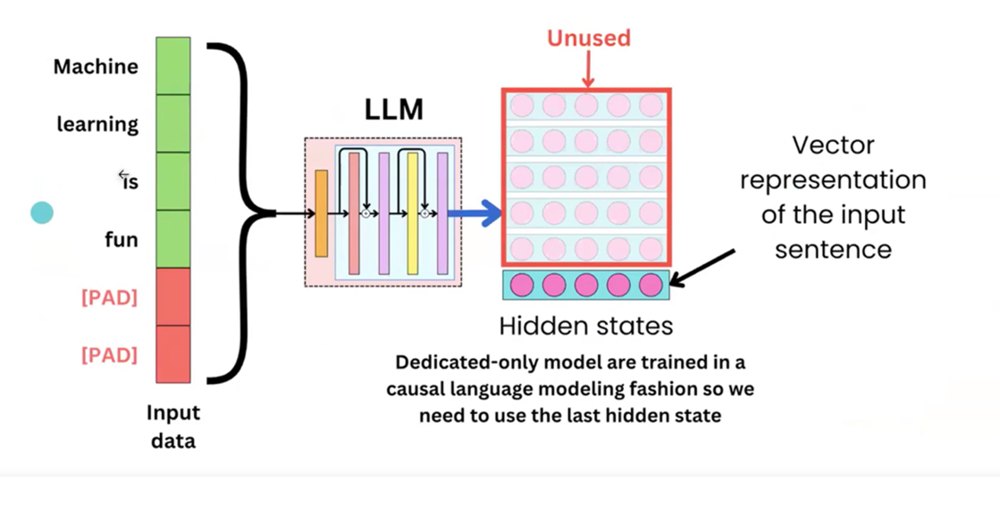 Unused
Machine
learning
is
fun
[PAD]
[PAD]
Input
data
LLM
Vector
representation
of the input
sentence
Hidden states
Dedicated-only model are trained in a
causal language modeling fashion so we
need to use the last hidden state